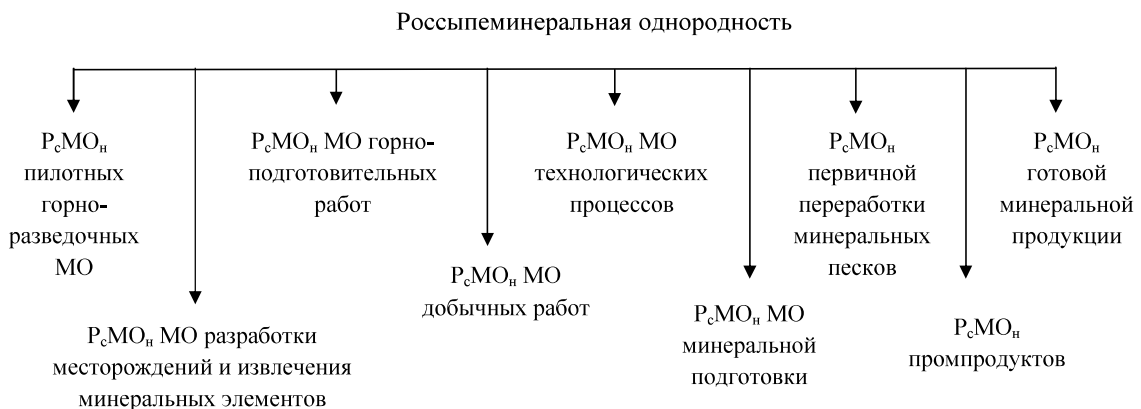 Россыпеминеральная однородность
РсМОн
пилотных
горно-
разведочных
МО
РсМОн МО разработки
месторождений и извлечения
минеральных элементов
РсМОн МО горно-
подготовительных
работ
РсМОн МО
добычных работ
РсМОн МО
технологических
процессов
РсМОн МО
минеральной
подготовки
РсМОн
первичной
переработки
минеральных
песков
РсМОн
промпродуктов
РсМОн
готовой
минеральной
продукции